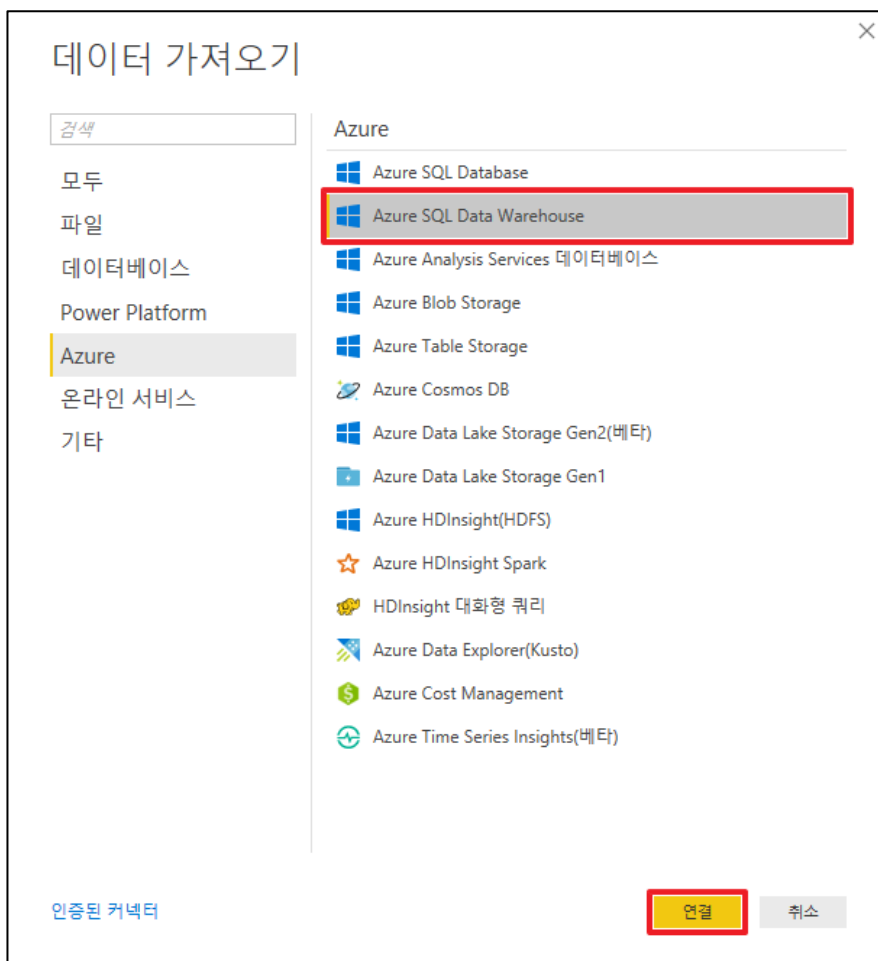 데이터 가져오기
검색
모두
파일
데이터베이스
Power Platform
Azure
온라인 서비스
기타
Azure
Azure SQL Database
Azure SQL Data Warehouse
Azure Analysis Services 데이터베이스
Azure Blob Storage
Azure Table Storage
Azure Cosmos DB
Azure Data Lake Storage Gen2(베타)
Azure Data Lake Storage Gen1
Azure HDInsight(HDFS)
Azure HDInsight Spark
HDInsight 대화형 쿼리
Azure Data Explorer(Kusto)
Azure Cost Management
Azure Time Series Insights(베타)
인증된 커넥터
연결
취소